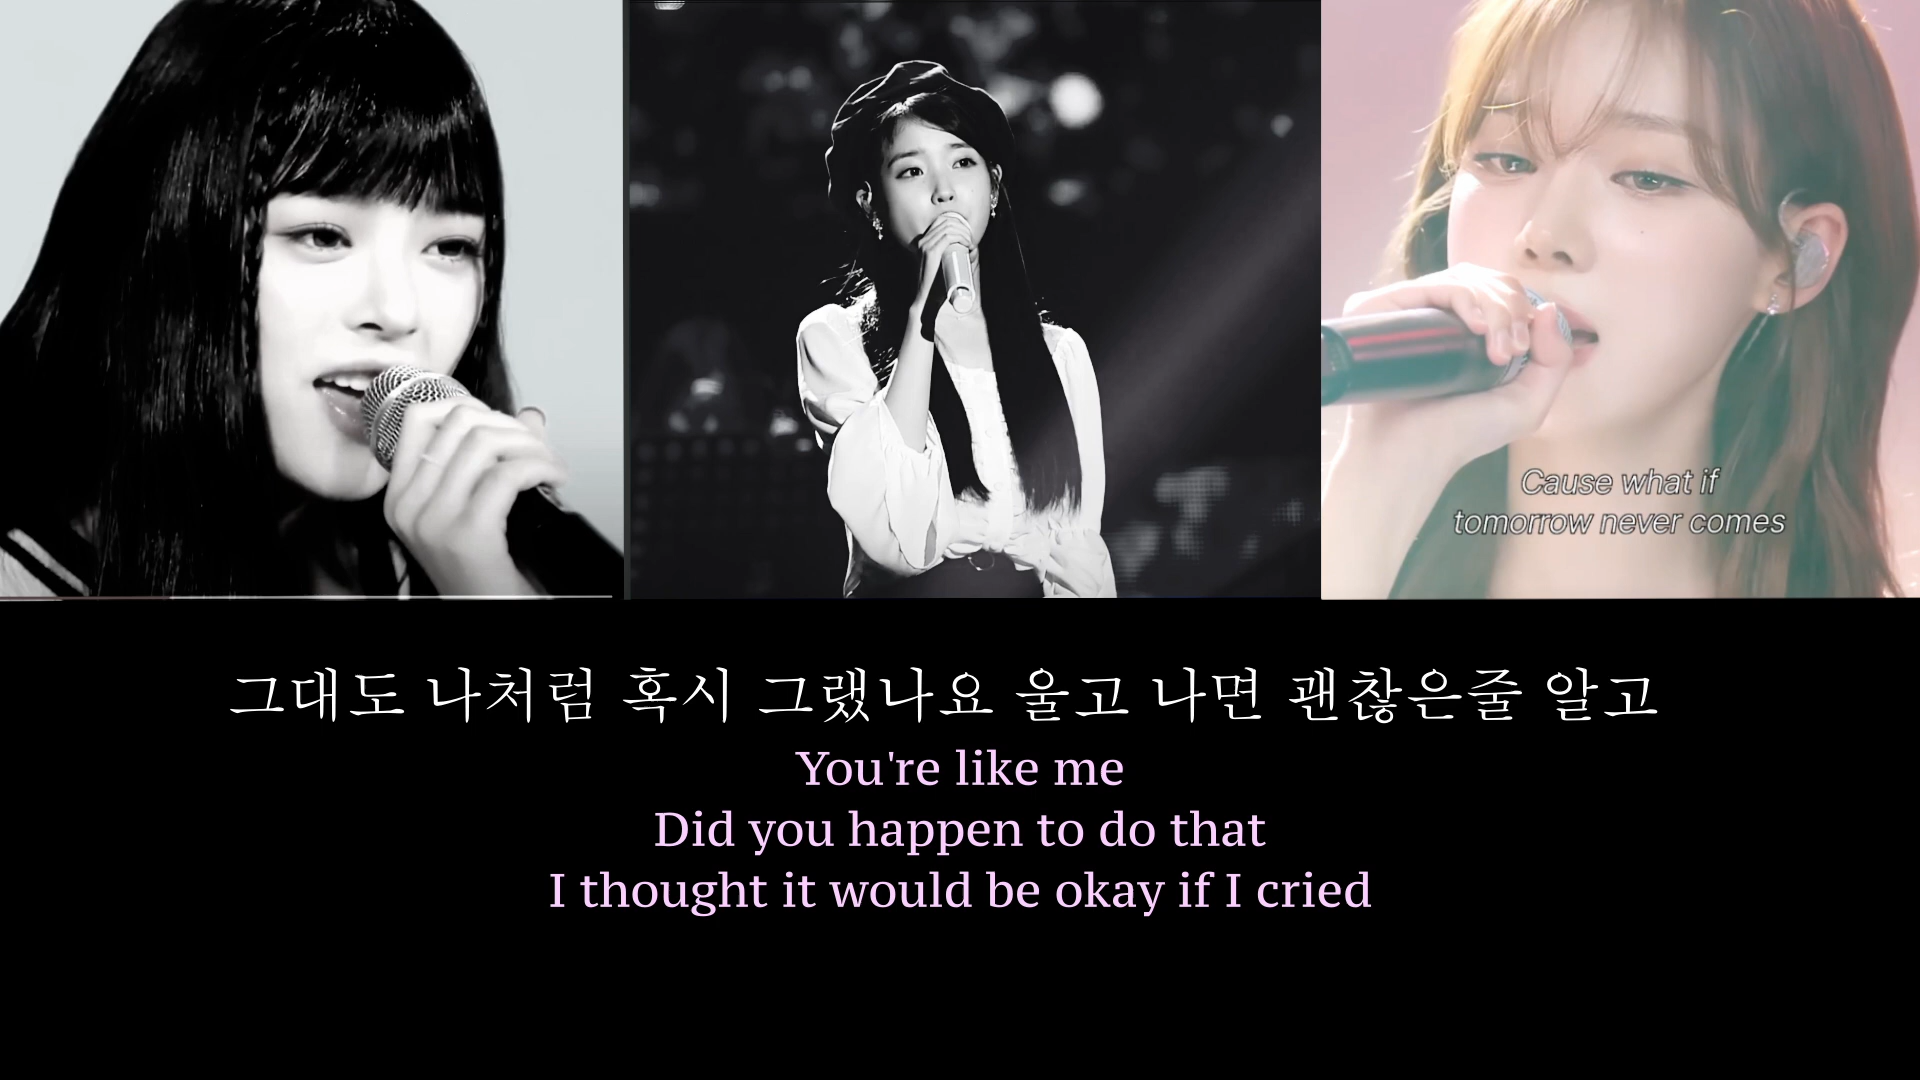 Cause what if
tomorrow never comes
그대도 나처럼 혹시 그랬나요 울고 나면 괜찮은줄 알고
You're like me
Did you happen to do that
I thought it would be okay if I cried